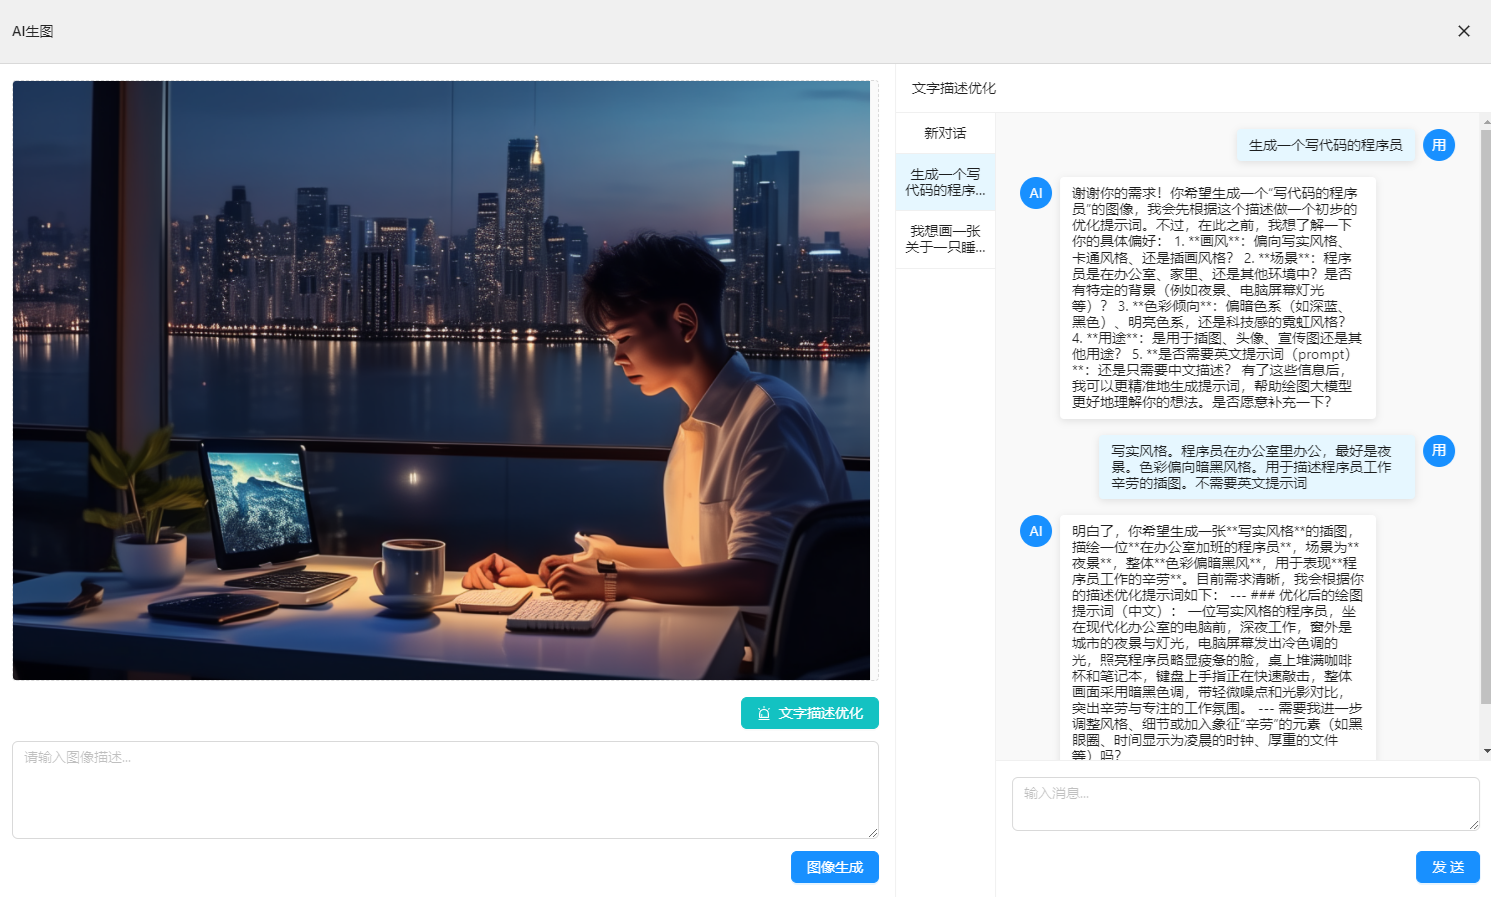 AI生图
文字描述优化
请输入图像描述...
图像生成
文字描述优化
新对话
生成一个写
代码的程序...
我想画一张
关于一只睡...
生成一个写代码的程序员
用
AI
谢谢你的需求！你希望生成一个“写代码的程序
员”的图像，我会先根据这个描述做一个初步的
优化提示词。不过，在此之前，我想了解一下
你的具体偏好： 1. **画风**：偏向写实风格、
卡通风格、还是插画风格？ 2. **场景**：程序
员是在办公室、家里、还是其他环境中？是否
有特定的背景（例如夜景、电脑屏幕灯光
等）？ 3. **色彩倾向**：偏暗色系（如深蓝、
黑色）、明亮色系，还是科技感的霓虹风格？
4. **用途**：是用于插图、头像、宣传图还是其
他用途？ 5. **是否需要英文提示词（prompt）
**：还是只需要中文描述？ 有了这些信息后，
我可以更精准地生成提示词，帮助绘图大模型
更好地理解你的想法。是否愿意补充一下？
写实风格。程序员在办公室里办公，最好是夜
景。色彩偏向暗黑风格。用于描述程序员工作
辛劳的插图。不需要英文提示词
用
AI
明白了，你希望生成一张**写实风格**的插图，
描绘一位**在办公室加班的程序员**，场景为**
夜景**，整体**色彩偏暗黑风**，用于表现**程
序员工作的辛劳**。目前需求清晰，我会根据你
的描述优化提示词如下： --- ### 优化后的绘图
提示词（中文）： 一位写实风格的程序员，坐
在现代化办公室的电脑前，深夜工作，窗外是
城市的夜景与灯光，电脑屏幕发出冷色调的
光，照亮程序员略显疲惫的脸，桌上堆满咖啡
杯和笔记本，键盘上手指正在快速敲击，整体
画面采用暗黑色调，带轻微噪点和光影对比，
突出辛劳与专注的工作氛围。 --- 需要我进一步
调整风格、细节或加入象征“辛劳”的元素（如黑
眼圈、时间显示为凌晨的时钟、厚重的文件
等）吗？
输入消息...
发 送